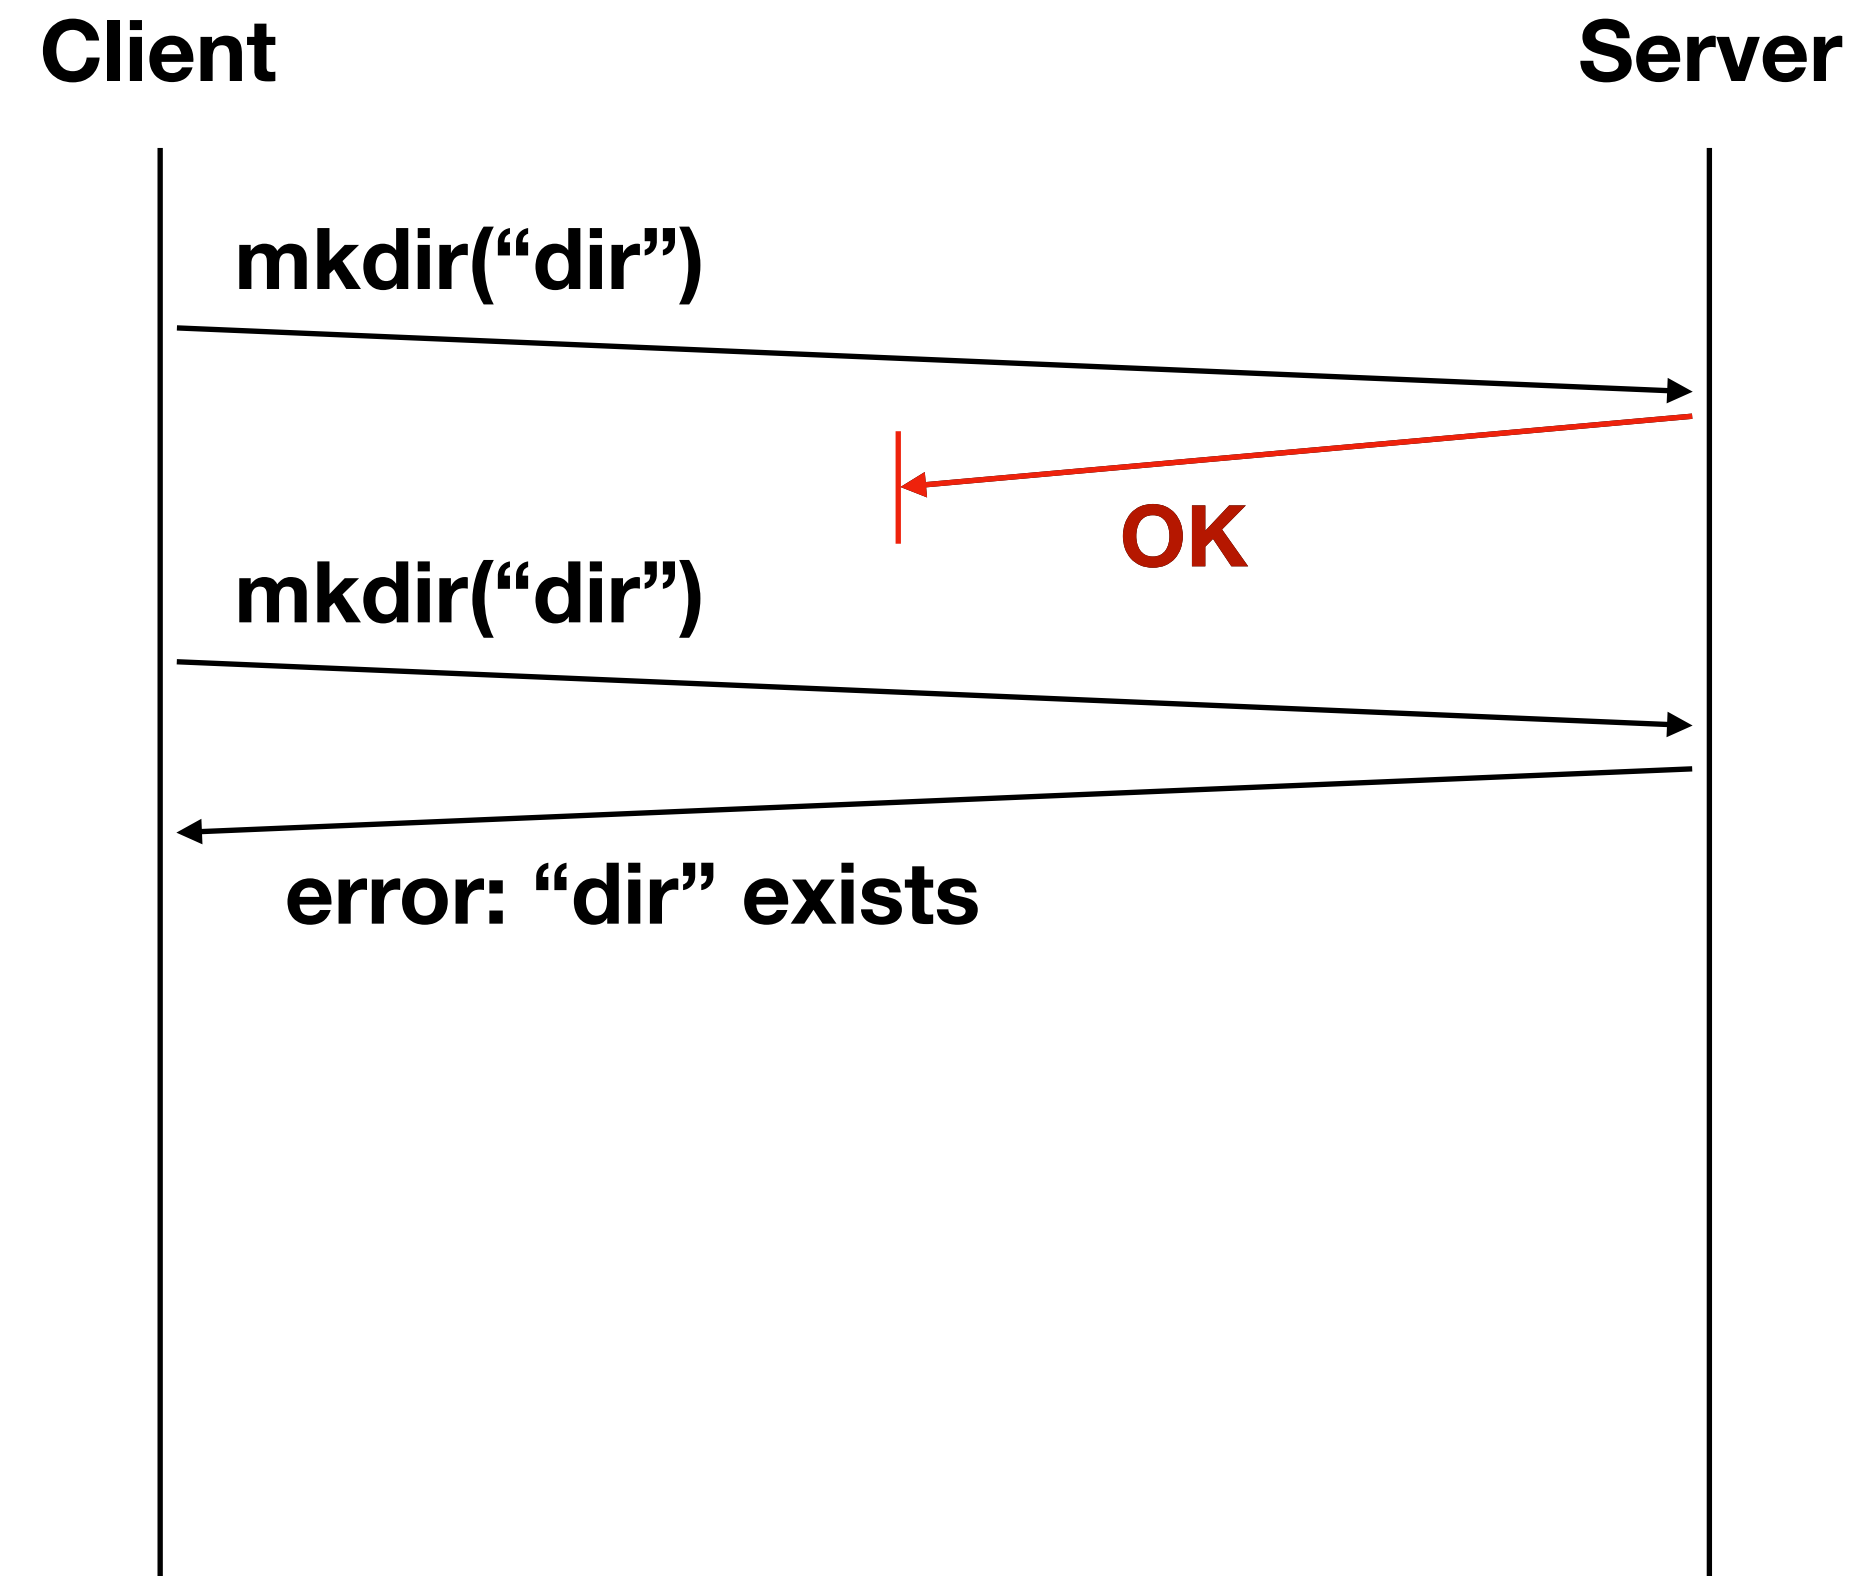 Client
Server
mkdir(“dir”)
OK
mkdir(“dir”)
error: “dir” exists